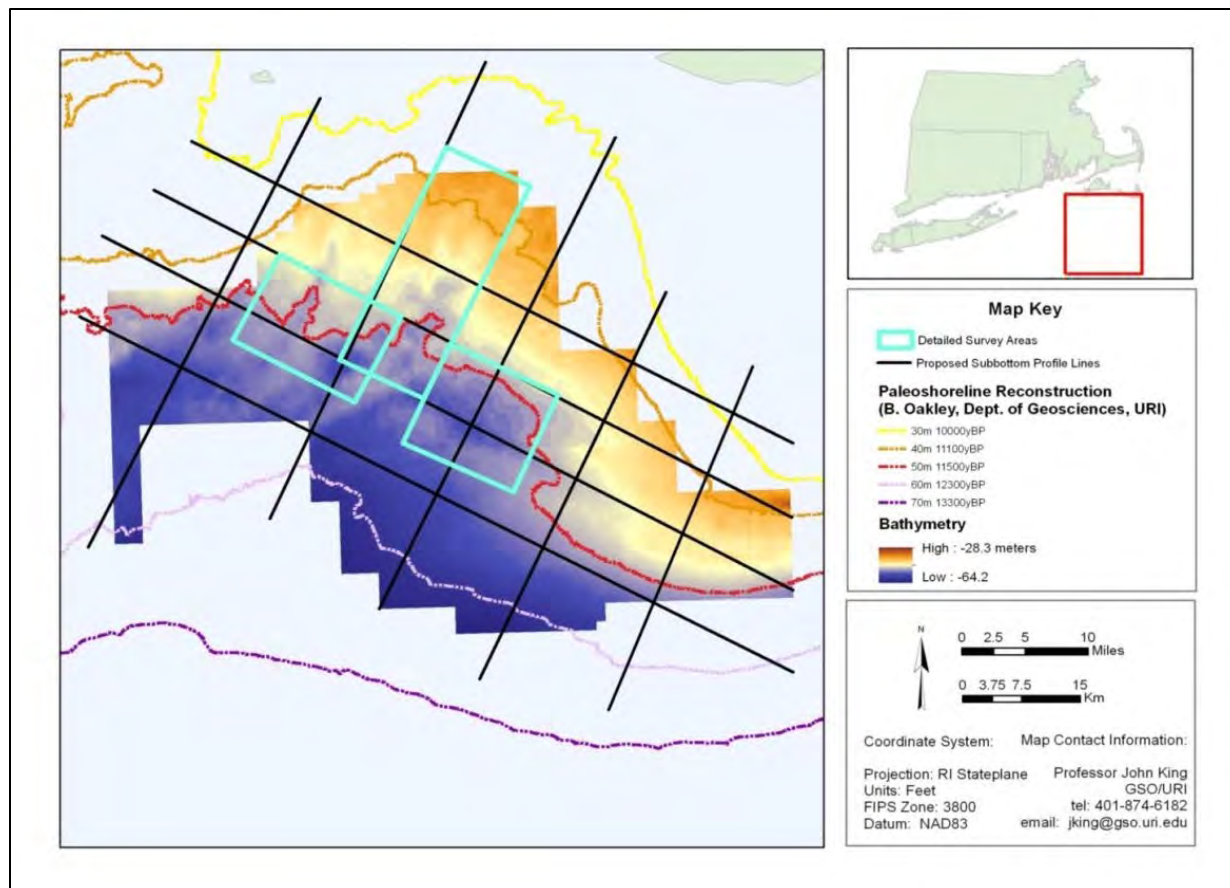 Map Key
Detailed Survey Areas
Proposed Subbottom Profile Lines
Paleoshoreline Reconstruction
(B. Oakley, Dept. of Geosciences, URI)
30m 10000yBP
40m 11100yBP
50m 11500yBP
60m 12300yBP
70m 13300yBP
Bathymetry
High : -28.3 meters
Low : -64.2
N
0 2.5 5 10
Miles
0 3.75 7.5 15
Km
Coordinate System:
Projection: RI Stateplane
Units: Feet
FIPS Zone: 3800
Datum: NAD83
Map Contact Information:
Professor John King
GSO/URI
tel: 401-874-6182
email: jking@gso.uri.edu